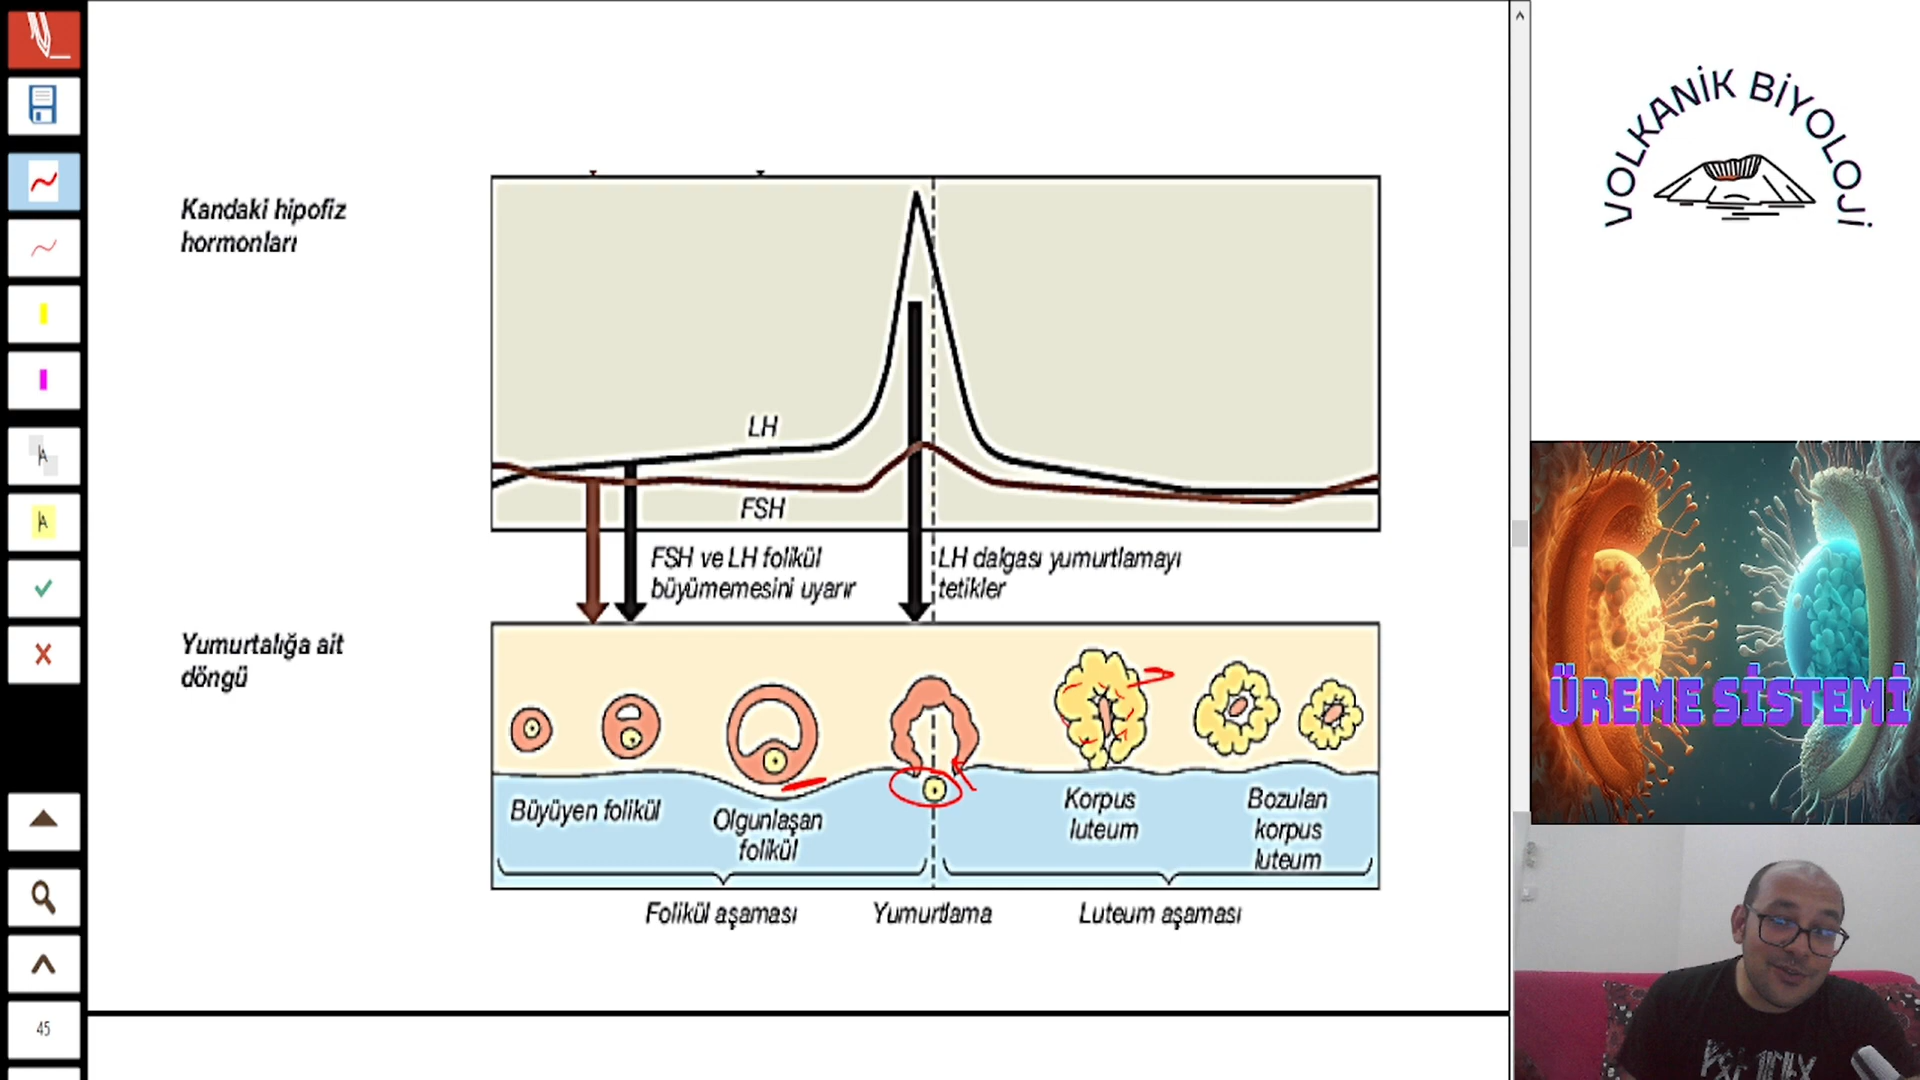 VOLKANİK BİYOLOJİ
Kandaki hipofiz
hormonları
LH
FSH
FSH ve LH folikül
büyümemesini uyarır
LH dalgası yumurtlamayı
tetikler
Yumurtalığa ait
döngü
Büyüyen folikül
Olgunlaşan
folikül
Korpus
luteum
Bozulan
korpus
luteum
Folikül aşaması
Yumurtlama
Luteum aşaması
ÜREME SİSTEMİ
A
A
45